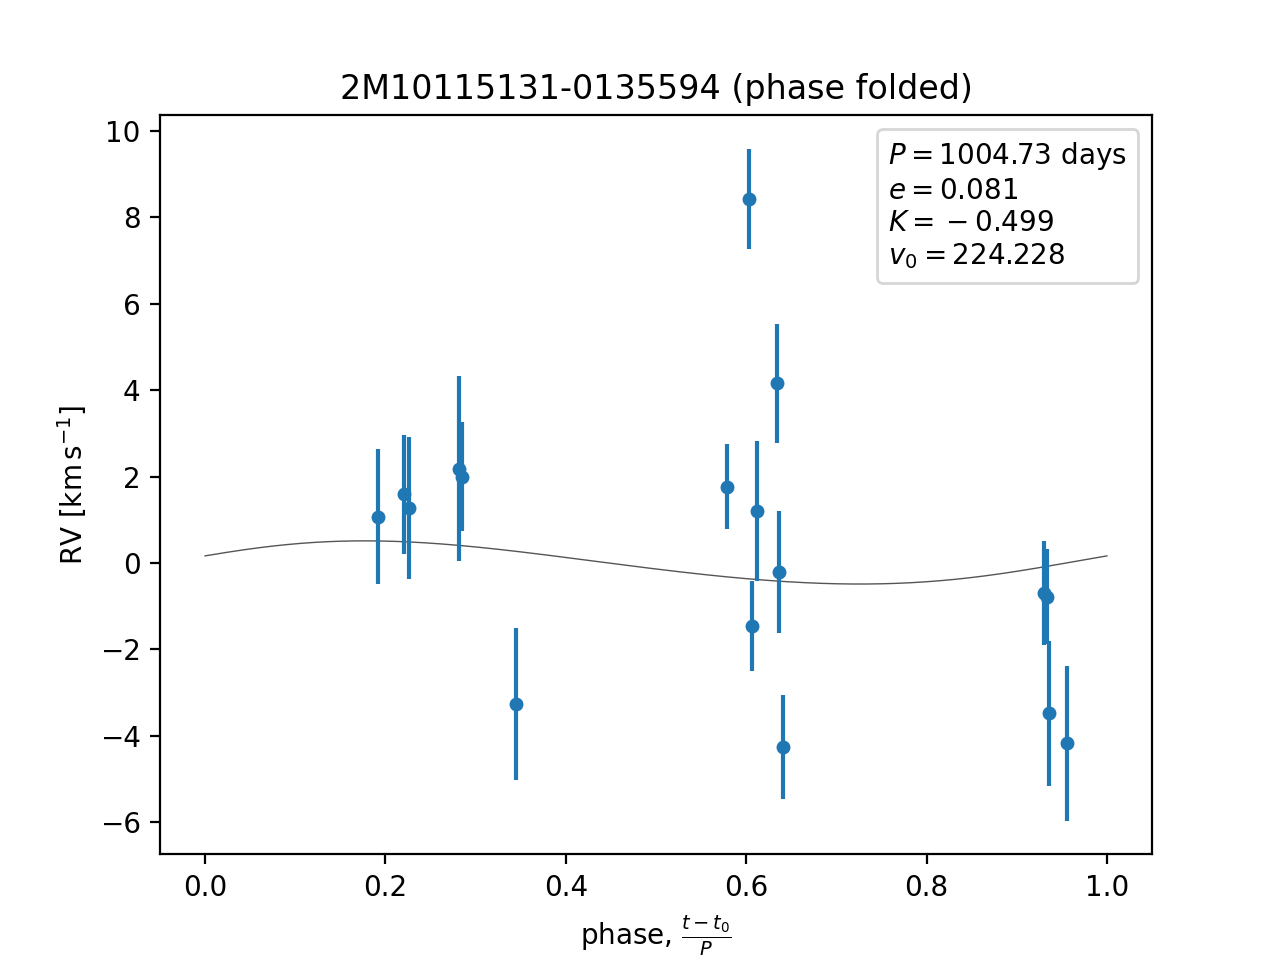 2M10115131-0135594 (phase folded)
P = 1004.73 days
e = 0.081
K = −0.499
v₀ = 224.228
10
8
6
4
2
0
−2
−4
−6
RV [km s⁻¹]
0.0 0.2 0.4 0.6 0.8 1.0
phase, (t − t₀)/P